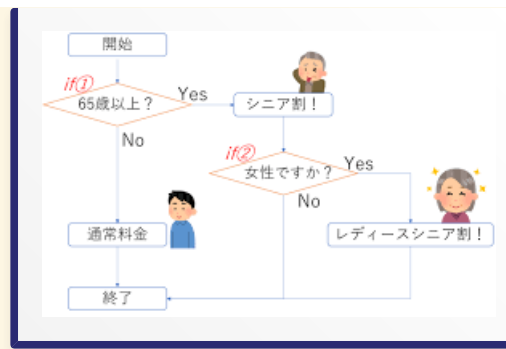 開始
if①
65歳以上？
Yes
シニア割！
No
if②
女性ですか？
Yes
No
通常料金
レディースシニア割！
終了